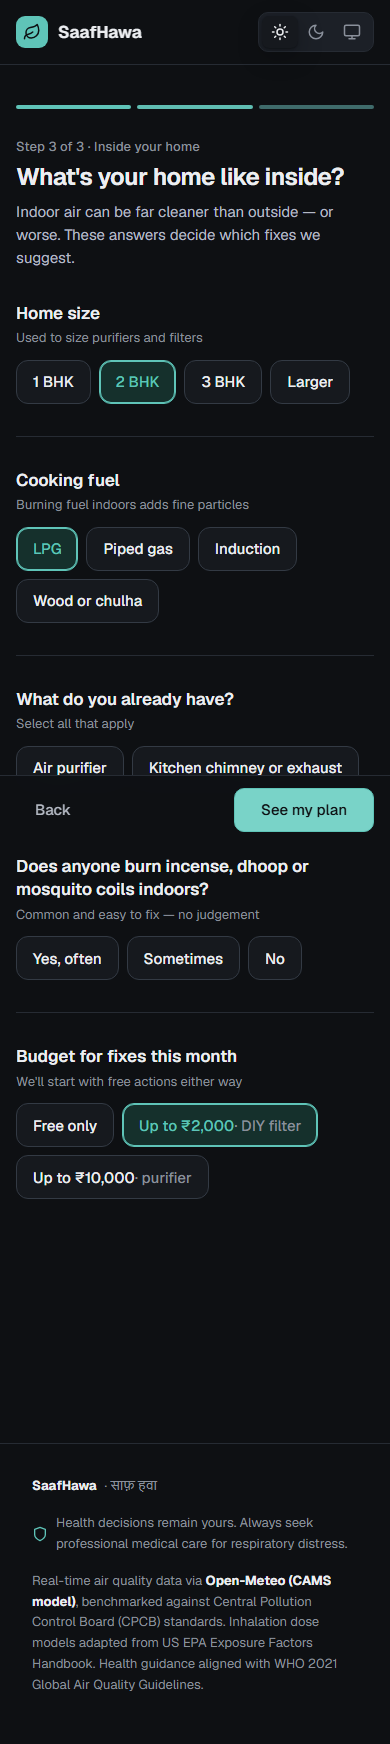 SaafHawa
Step 3 of 3 · Inside your home
What's your home like inside?
Indoor air can be far cleaner than outside — or
worse. These answers decide which fixes we
suggest.
Home size
Used to size purifiers and filters
1 BHK
2 BHK
3 BHK
Larger
Cooking fuel
Burning fuel indoors adds fine particles
LPG
Piped gas
Induction
Wood or chulha
What do you already have?
Select all that apply
Air purifier
Kitchen chimney or exhaust
Back
See my plan
Does anyone burn incense, dhoop or
mosquito coils indoors?
Common and easy to fix — no judgement
Yes, often
Sometimes
No
Budget for fixes this month
We'll start with free actions either way
Free only
Up to ₹2,000· DIY filter
Up to ₹10,000· purifier
SaafHawa · साफ़ हवा
Health decisions remain yours. Always seek
professional medical care for respiratory distress.
Real-time air quality data via Open-Meteo (CAMS
model), benchmarked against Central Pollution
Control Board (CPCB) standards. Inhalation dose
models adapted from US EPA Exposure Factors
Handbook. Health guidance aligned with WHO 2021
Global Air Quality Guidelines.